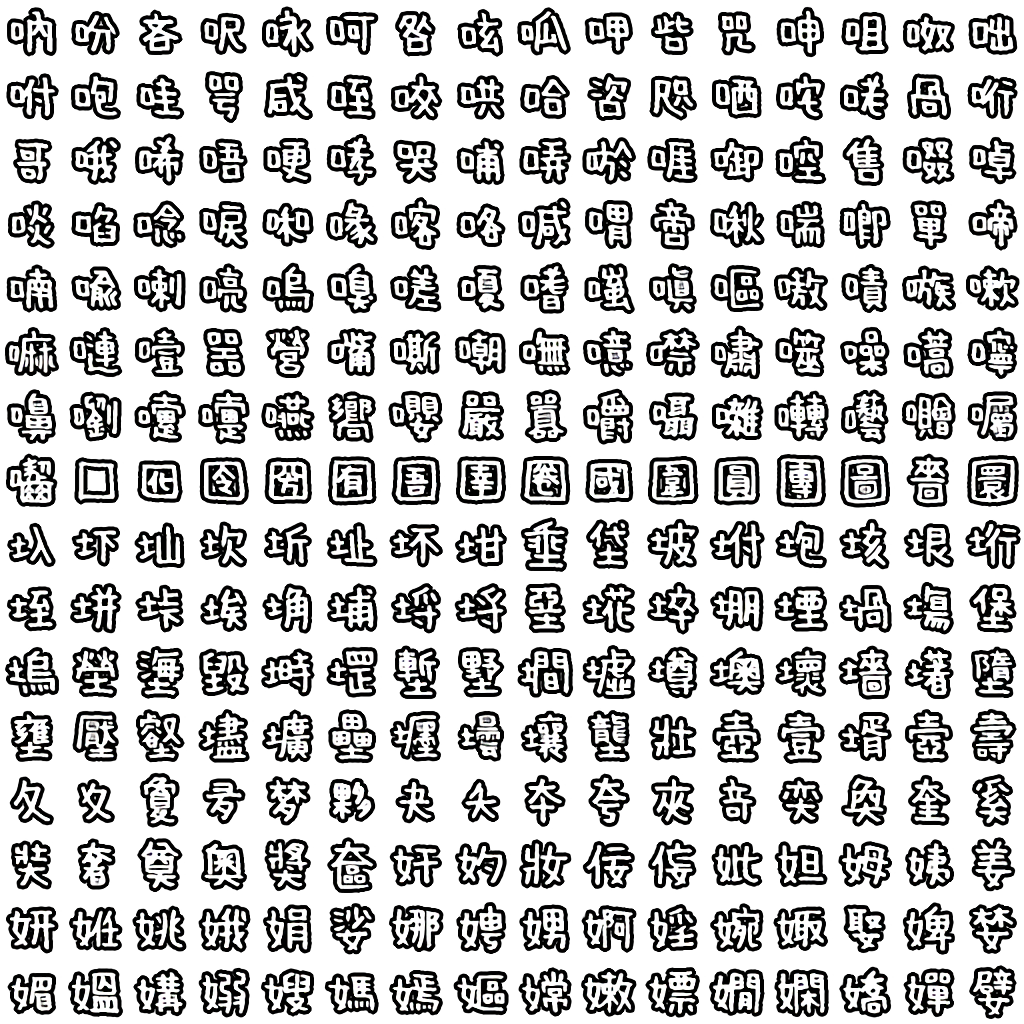 吶吩吝呎咏呵咎呟呱呷呰咒呻咀呶咄
咐咆哇咢咸咥咬哄哈咨咫哂咤咾咼哘
哥哦唏唔哽哮哭哺哢唹啀啣啌售啜啅
啖啗唸唳啝喙喀咯喊喟啻啾喘喞單啼
喃喩喇喨嗚嗅嗟嗄嗜嗤嗔嘔嗷嘖嗾嗽
嘛嗹噎噐營嘴嘶嘲嘸噫噤嘯噬噪嚆嚀
嚊嚠嚔嚏嚥嚮嚶嚴囂嚼囁囃囀囈囎囑
囓囗囮囹圀囿圄圉圈國圍圓團圖嗇圜
圦圷圸坎圻址坏坩埀垈坡坿垉垓垠垳
垤垪垰埃埆埔埒埓堊埖埣堋堙堝塲堡
塢塋塰毀塒堽塹墅墹墟墫墺壞墻墸墮
壅壓壑壗壙壘壥壜壤壟壯壺壹壻壼壽
夂夊夐夛梦夥夬夭夲夸夾竒奕奐奎奚
奘奢奠奧奬奩奸妁妝佞侫妣妲姆姨姜
妍姙姚娥娟娑娜娉娚婀婬婉娵娶婢婪
媚媼媾嫋嫂媽嫣嫗嫦嫩嫖嫺嫻嬌嬋嬖